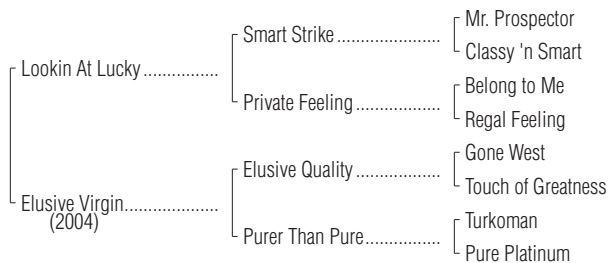 Mr. Prospector
Smart Strike .....................
Classy 'n Smart
Lookin At Lucky ...............
Belong to Me
Private Feeling .................
Regal Feeling
Gone West
Elusive Quality .................
Touch of Greatness
Elusive Virgin...................
(2004)
Turkoman
Purer Than Pure...............
Pure Platinum